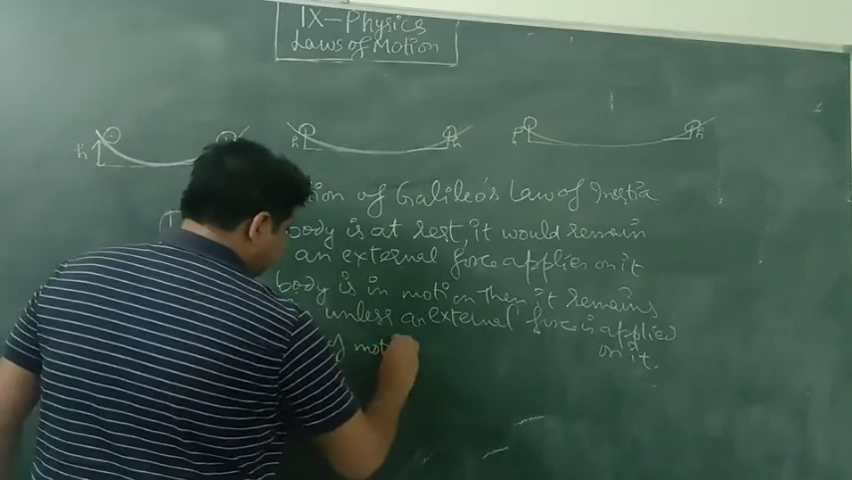 IX-Physics
Laws of Motion
h h h h
of Galileo's Law of Inertia
body is at rest, it would remain
an external force applies on it
body is in motion then it remains
unless an external force is applied
on it.
of mot